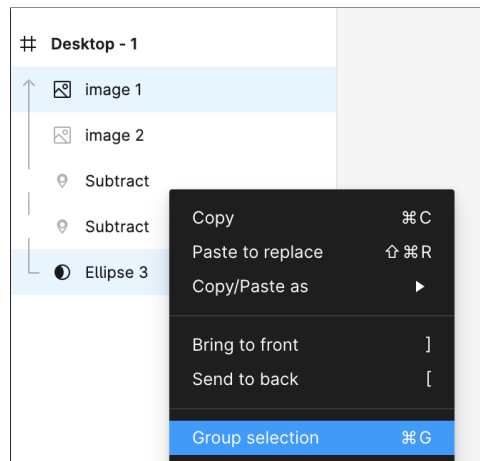 Desktop - 1
image 1
image 2
Subtract
Subtract
Ellipse 3
Copy ⌘C
Paste to replace ⇧⌘R
Copy/Paste as ▶
Bring to front ]
Send to back [
Group selection ⌘G